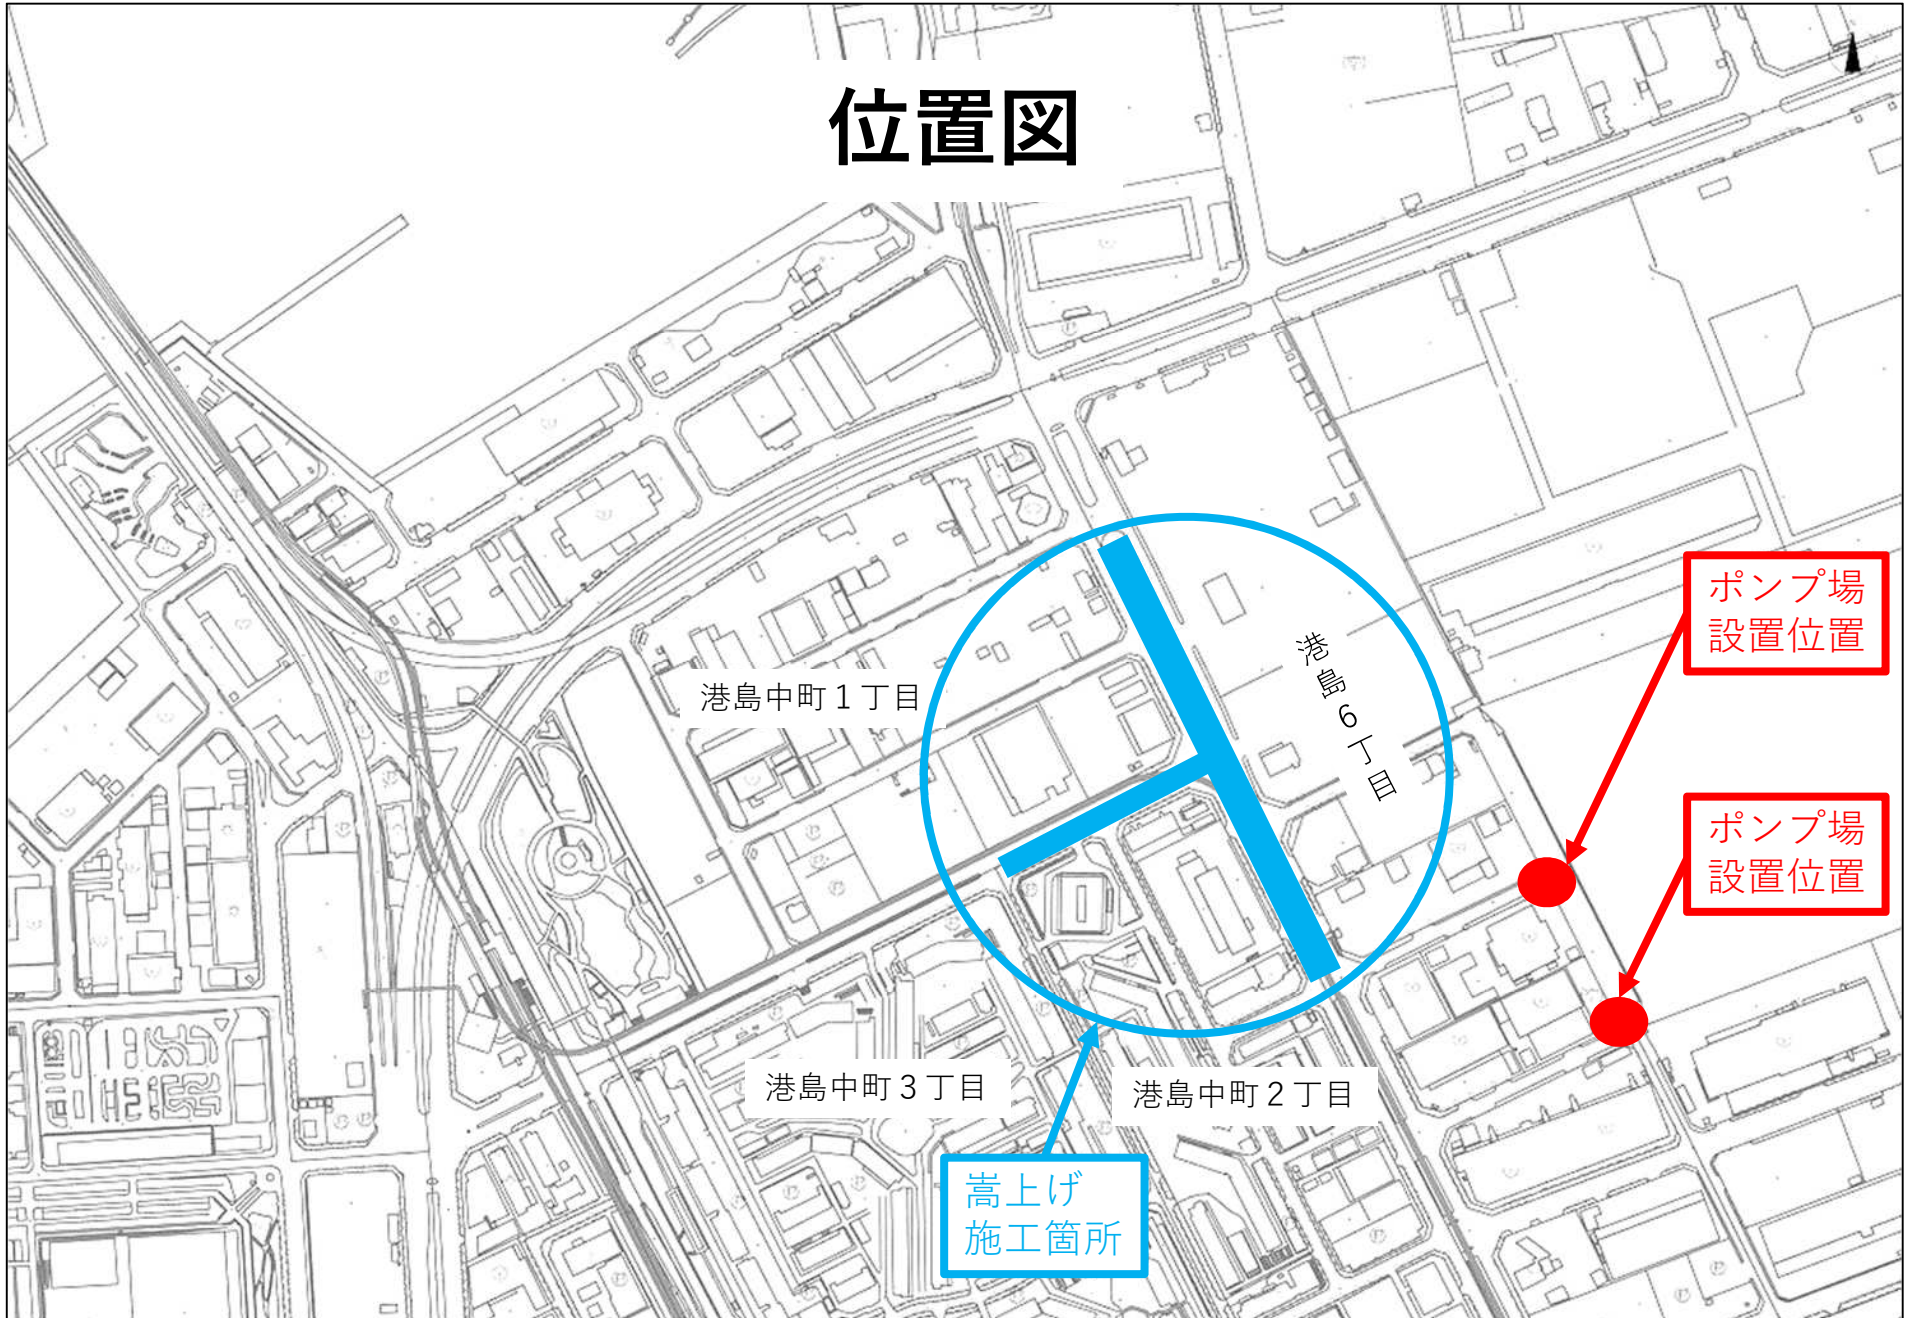 位置図
ポンプ場
設置位置
港島6丁目
港島中町１丁目
ポンプ場
設置位置
港島中町３丁目
港島中町２丁目
嵩上げ
施工箇所